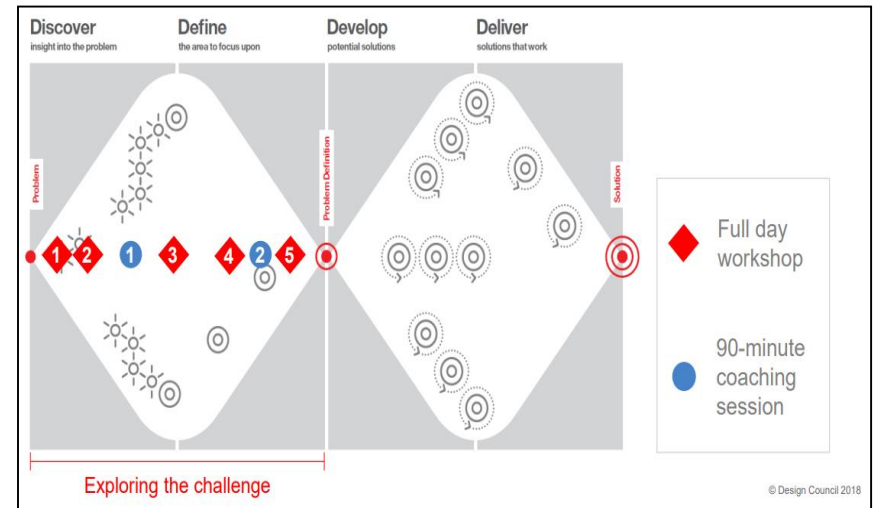 Discover
insight into the problem
Define
the area to focus upon
Develop
potential solutions
Deliver
solutions that work
Problem
Problem Definition
Solution
1
2
1
3
4
2
5
Full day
workshop
90-minute
coaching
session
Exploring the challenge
© Design Council 2018